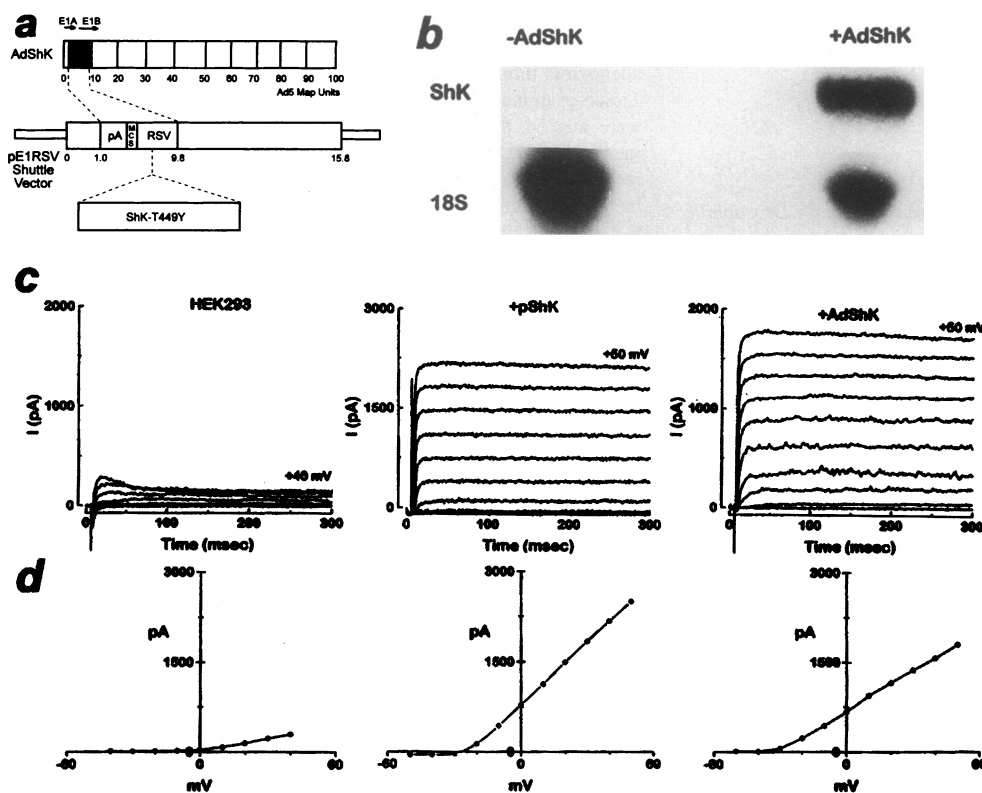 a
E1A E1B
AdShK
0 10 20 30 40 50 60 70 80 90 100
Ad5 Map Units
pA MCS RSV
0 1.0 9.8 15.8
pE1RSV
Shuttle
Vector
ShK-T449Y
b
-AdShK +AdShK
ShK
18S
c
HEK293
2000
1000
0
I (pA)
+40 mV
0 100 200 300
Time (msec)
+pShK
3000
1500
0
I (pA)
+60 mV
0 100 200 300
Time (msec)
+AdShK
2000
1000
0
I (pA)
+60 mV
0 100 200 300
Time (msec)
d
3000
pA
1500
-60 0 60
mV
3000
pA
1500
-60 0 60
mV
3000
pA
1500
-60 0 60
mV